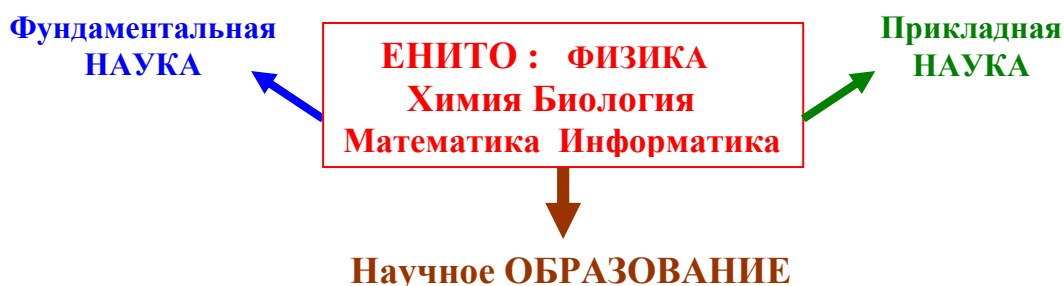 Фундаментальная
НАУКА
ЕНИТО : ФИЗИКА
Химия Биология
Математика Информатика
Прикладная
НАУКА
Научное ОБРАЗОВАНИЕ